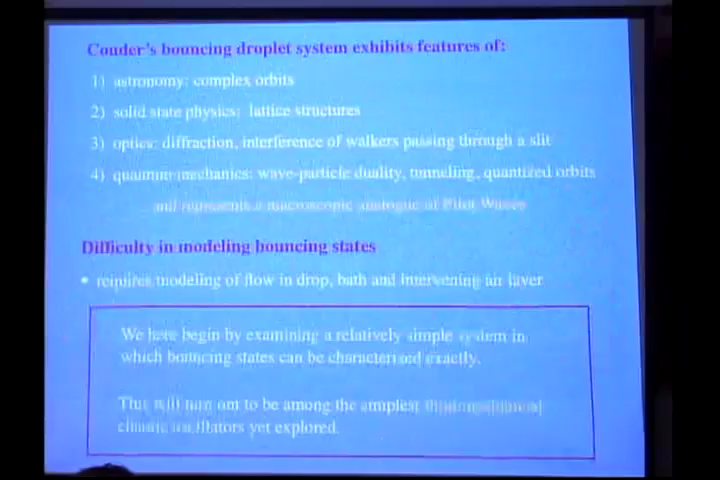 Couder's bouncing droplet system exhibits features of:
1) astronomy: complex orbits
2) solid state physics: lattice structures
3) optics: diffraction, interference of walkers passing through a slit
4) quantum mechanics: wave-particle duality, tunneling, quantized orbits
and represents a macroscopic analogue of Pilot Waves
Difficulty in modeling bouncing states
• requires modeling of flow in drop, bath and intervening air layer
We here begin by examining a relatively simple system in
which bouncing states can be characterised exactly.
This will turn out to be among the simplest
oscillators yet explored.